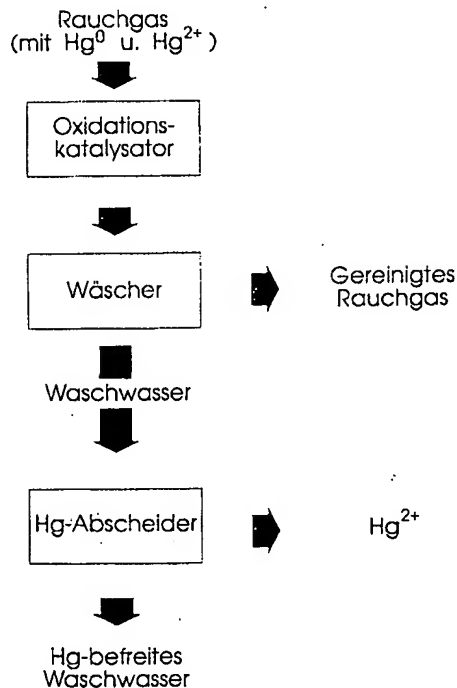 Rauchgas
(mit Hg⁰ u. Hg²⁺)
Oxidations-
katalysator
Wäscher
Gereinigtes
Rauchgas
Waschwasser
Hg-Abscheider
Hg²⁺
Hg-befreites
Waschwasser